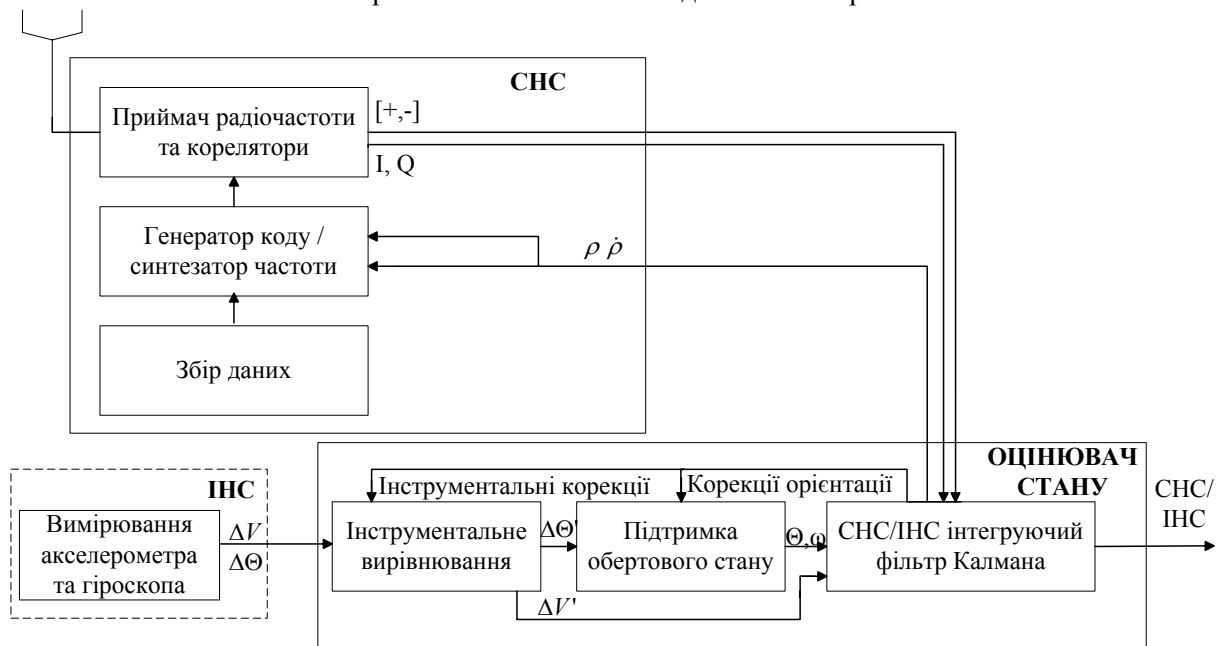 СНС
Приймач радіочастоти
та корелятори
[+,-]
I, Q
Генератор коду /
синтезатор частоти
ρ ρ̇
Збір даних
ІНС
Вимірювання
акселерометра
та гіроскопа
ΔV
ΔΘ
ОЦІНЮВАЧ
СТАНУ
Інструментальні корекції
Корекції орієнтації
Інструментальне
вирівнювання
ΔΘ'
Підтримка
обертового стану
Θ,ω
СНС/ІНС інтегруючий
фільтр Калмана
ΔV'
СНС/
ІНС